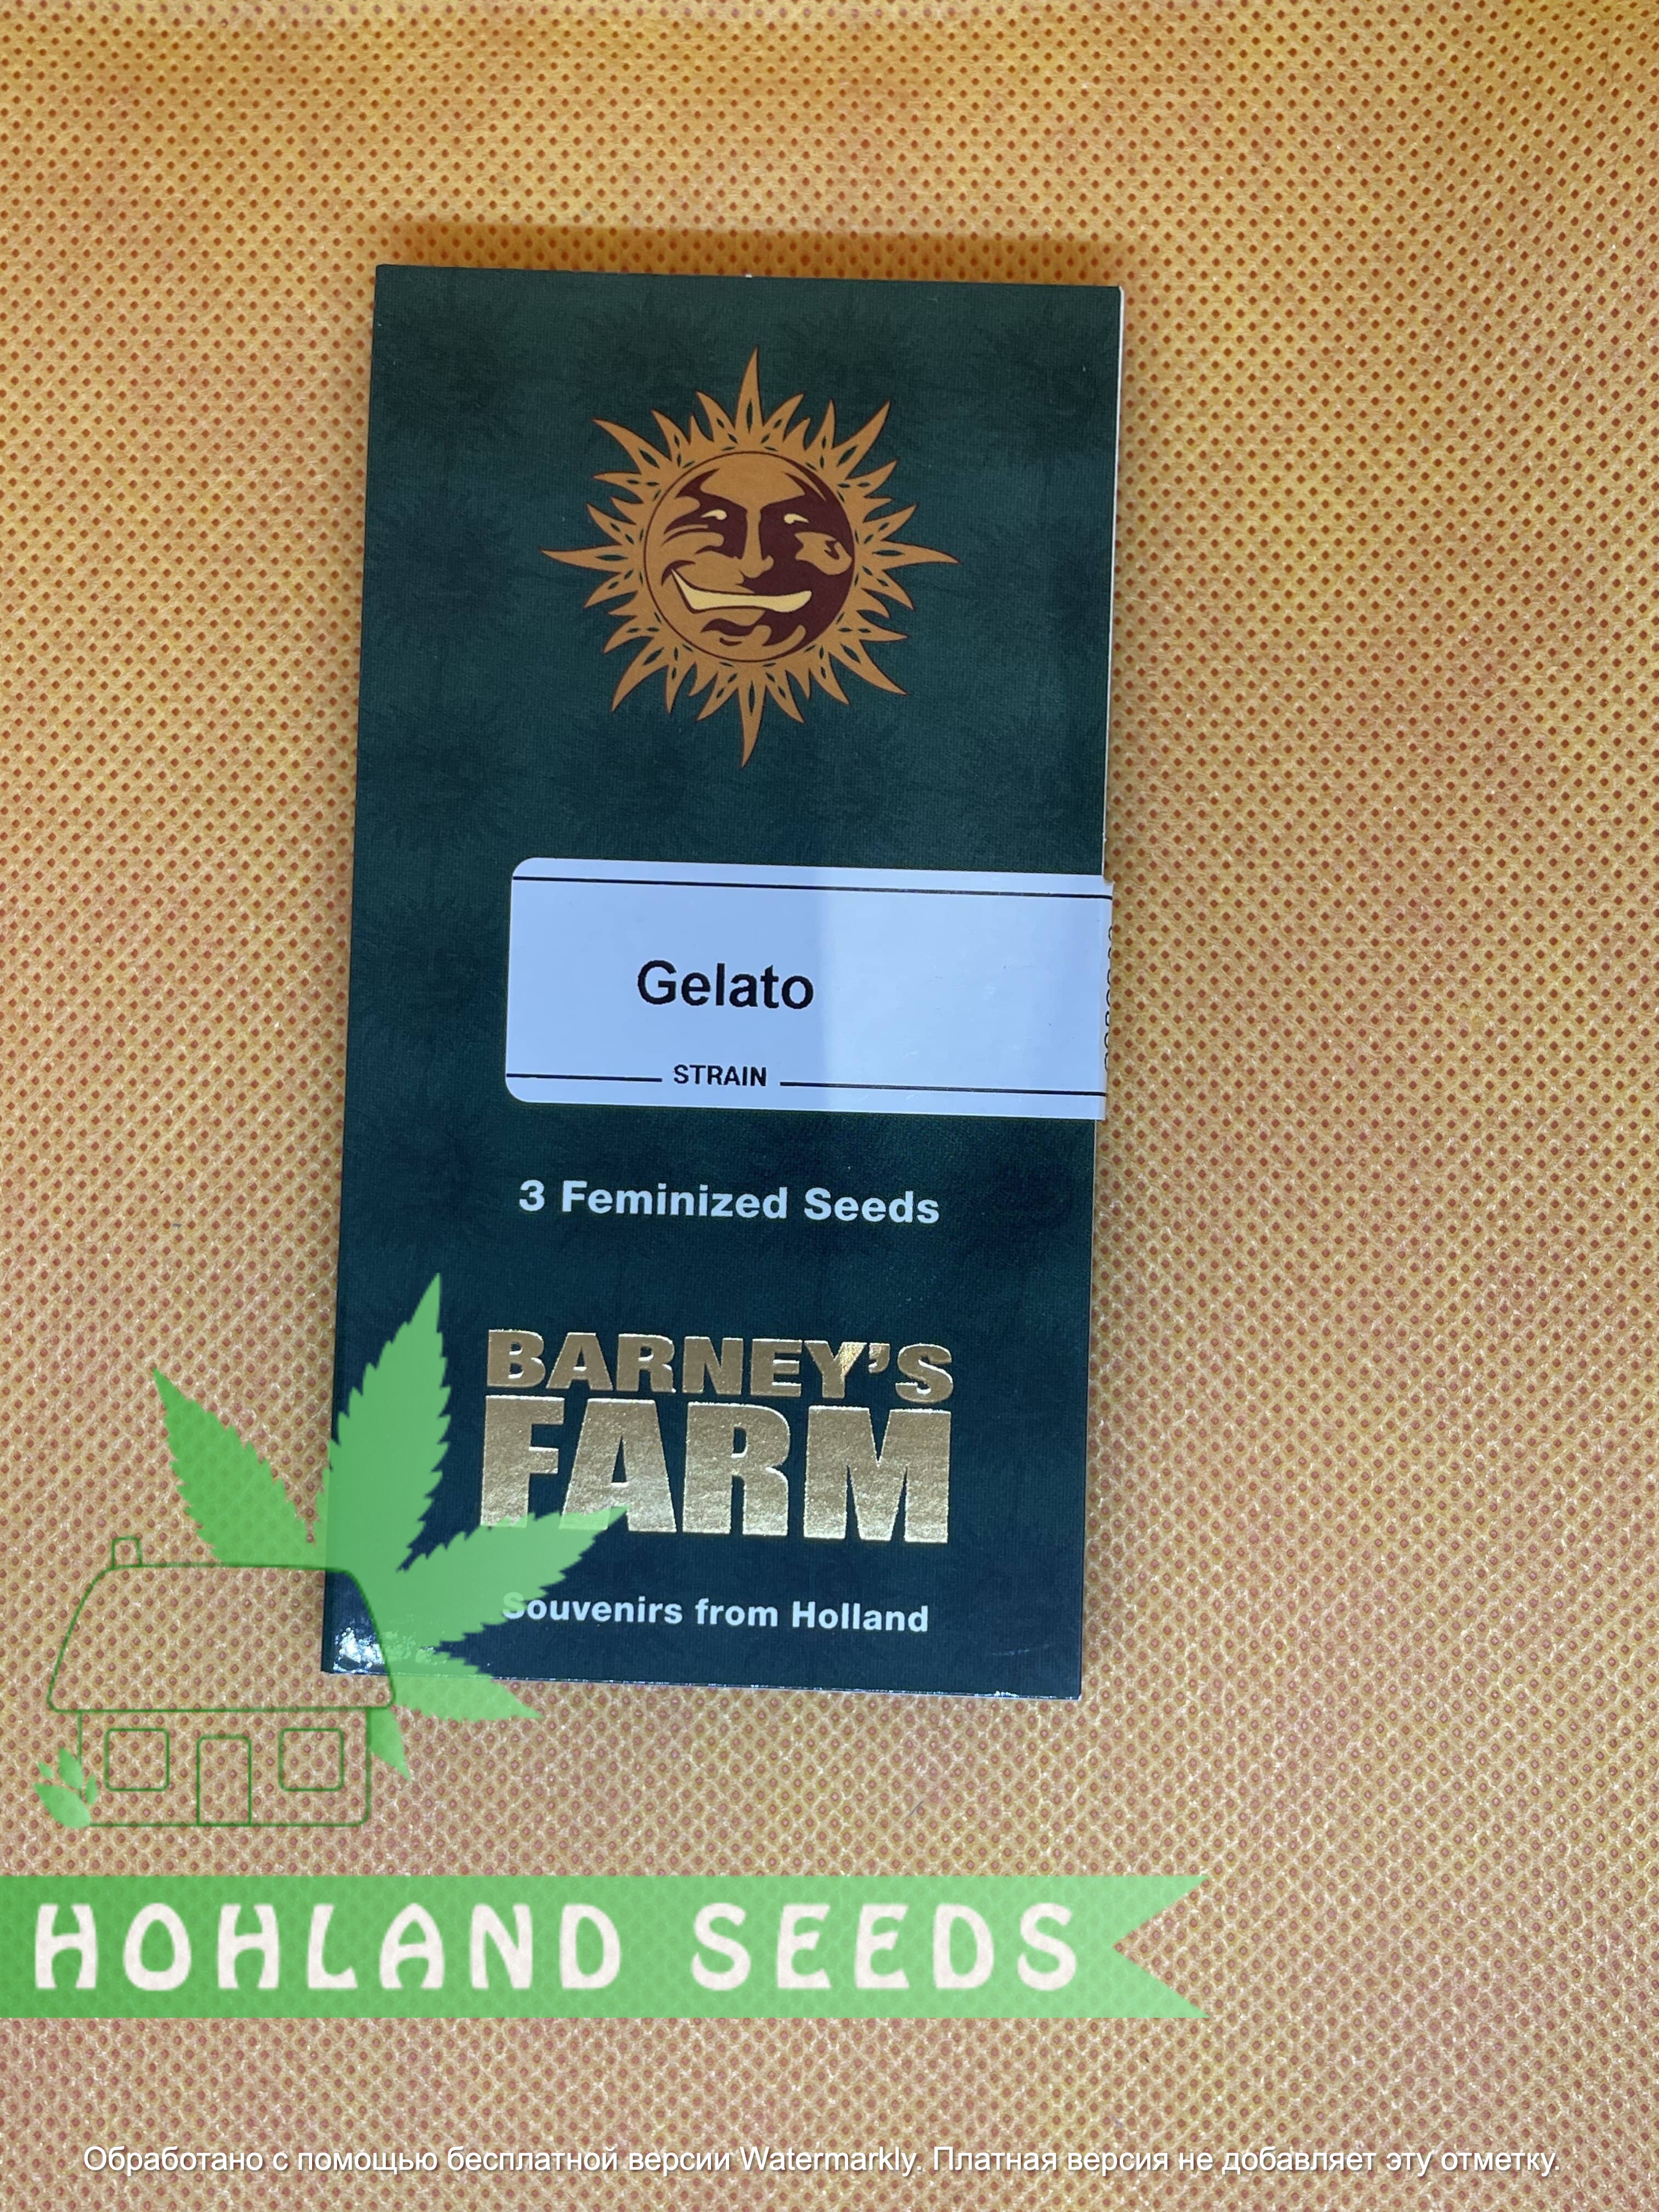 Gelato
STRAIN
3 Feminized Seeds
BARNEY'S
FARM
Souvenirs from Holland
HOHLAND SEEDS
Обработано с помощью бесплатной версии Watermarkly. Платная версия не добавляет эту отметку.